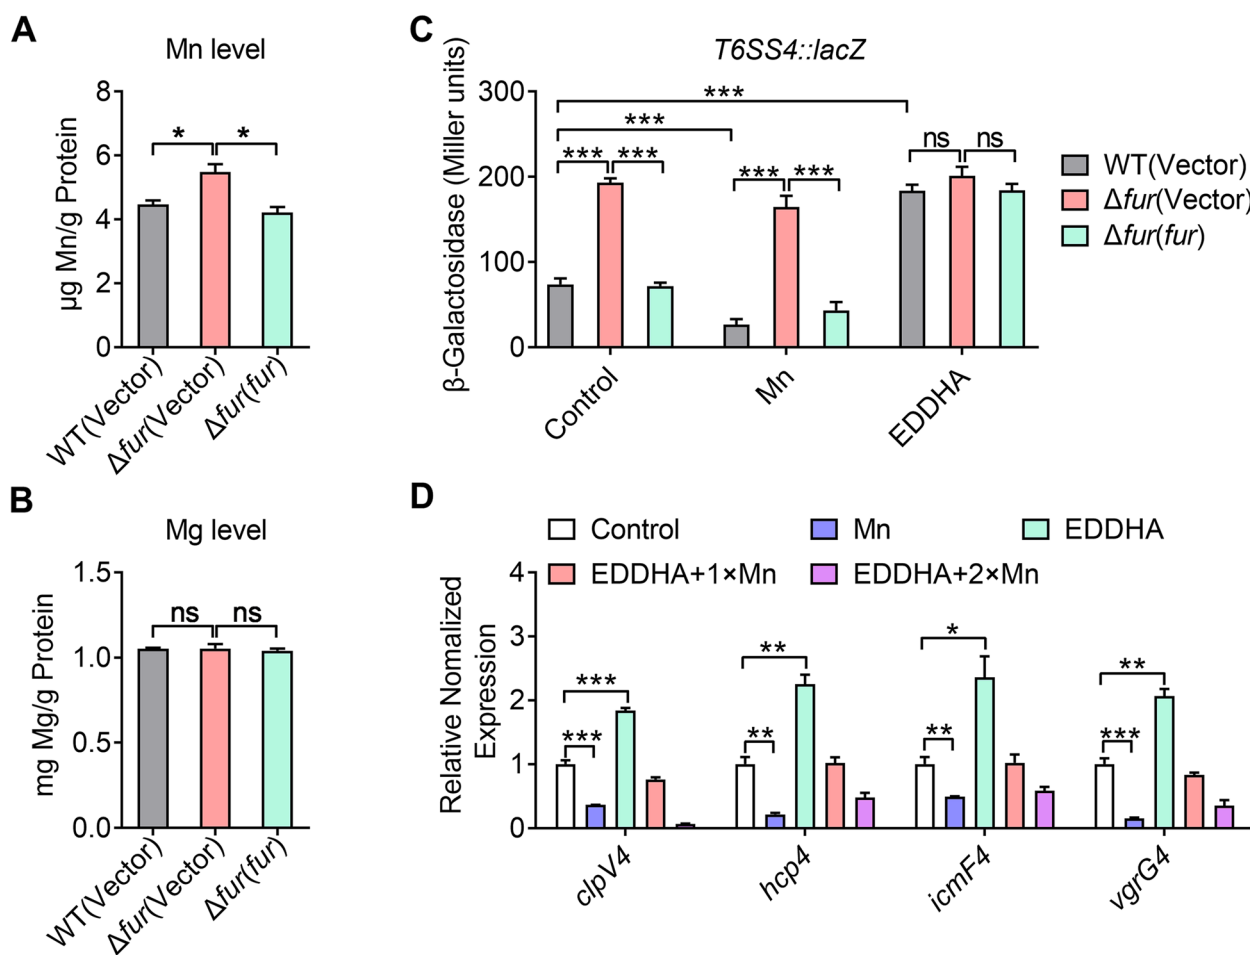 A
Mn level
µg Mn/g Protein
8
6
4
2
0
*
*
WT(Vector)
Δfur(Vector)
Δfur(fur)
B
Mg level
mg Mg/g Protein
1.5
1.0
0.5
0.0
ns
ns
WT(Vector)
Δfur(Vector)
Δfur(fur)
C
T6SS4::lacZ
β-Galactosidase (Miller units)
300
200
100
0
***
***
*** ***
*** ***
ns ns
Control
Mn
EDDHA
WT(Vector)
Δfur(Vector)
Δfur(fur)
D
Control
Mn
EDDHA
EDDHA+1×Mn
EDDHA+2×Mn
Relative Nomalized
Expression
4
3
2
1
0
***
***
**
**
*
**
**
***
clpV4
hcp4
icmF4
vgrG4